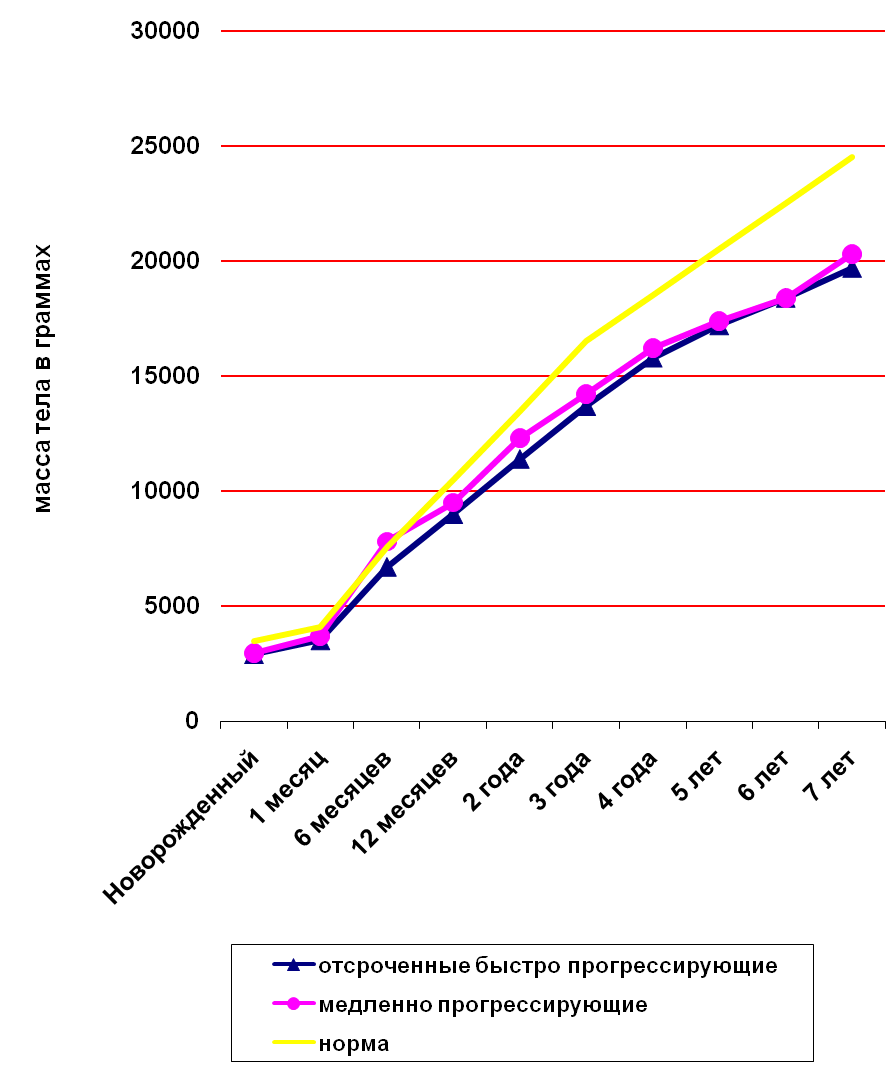 30000
25000
20000
15000
10000
5000
0
масса тела в граммах
Новорожденный
1 месяц
6 месяцев
12 месяцев
2 года
3 года
4 года
5 лет
6 лет
7 лет
отсроченные быстро прогрессирующие
медленно прогрессирующие
норма